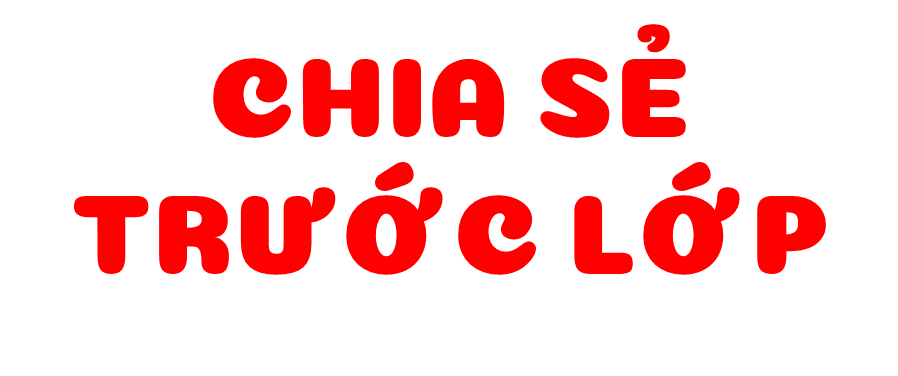 CHIA SẺ
TRƯỚC LỚP